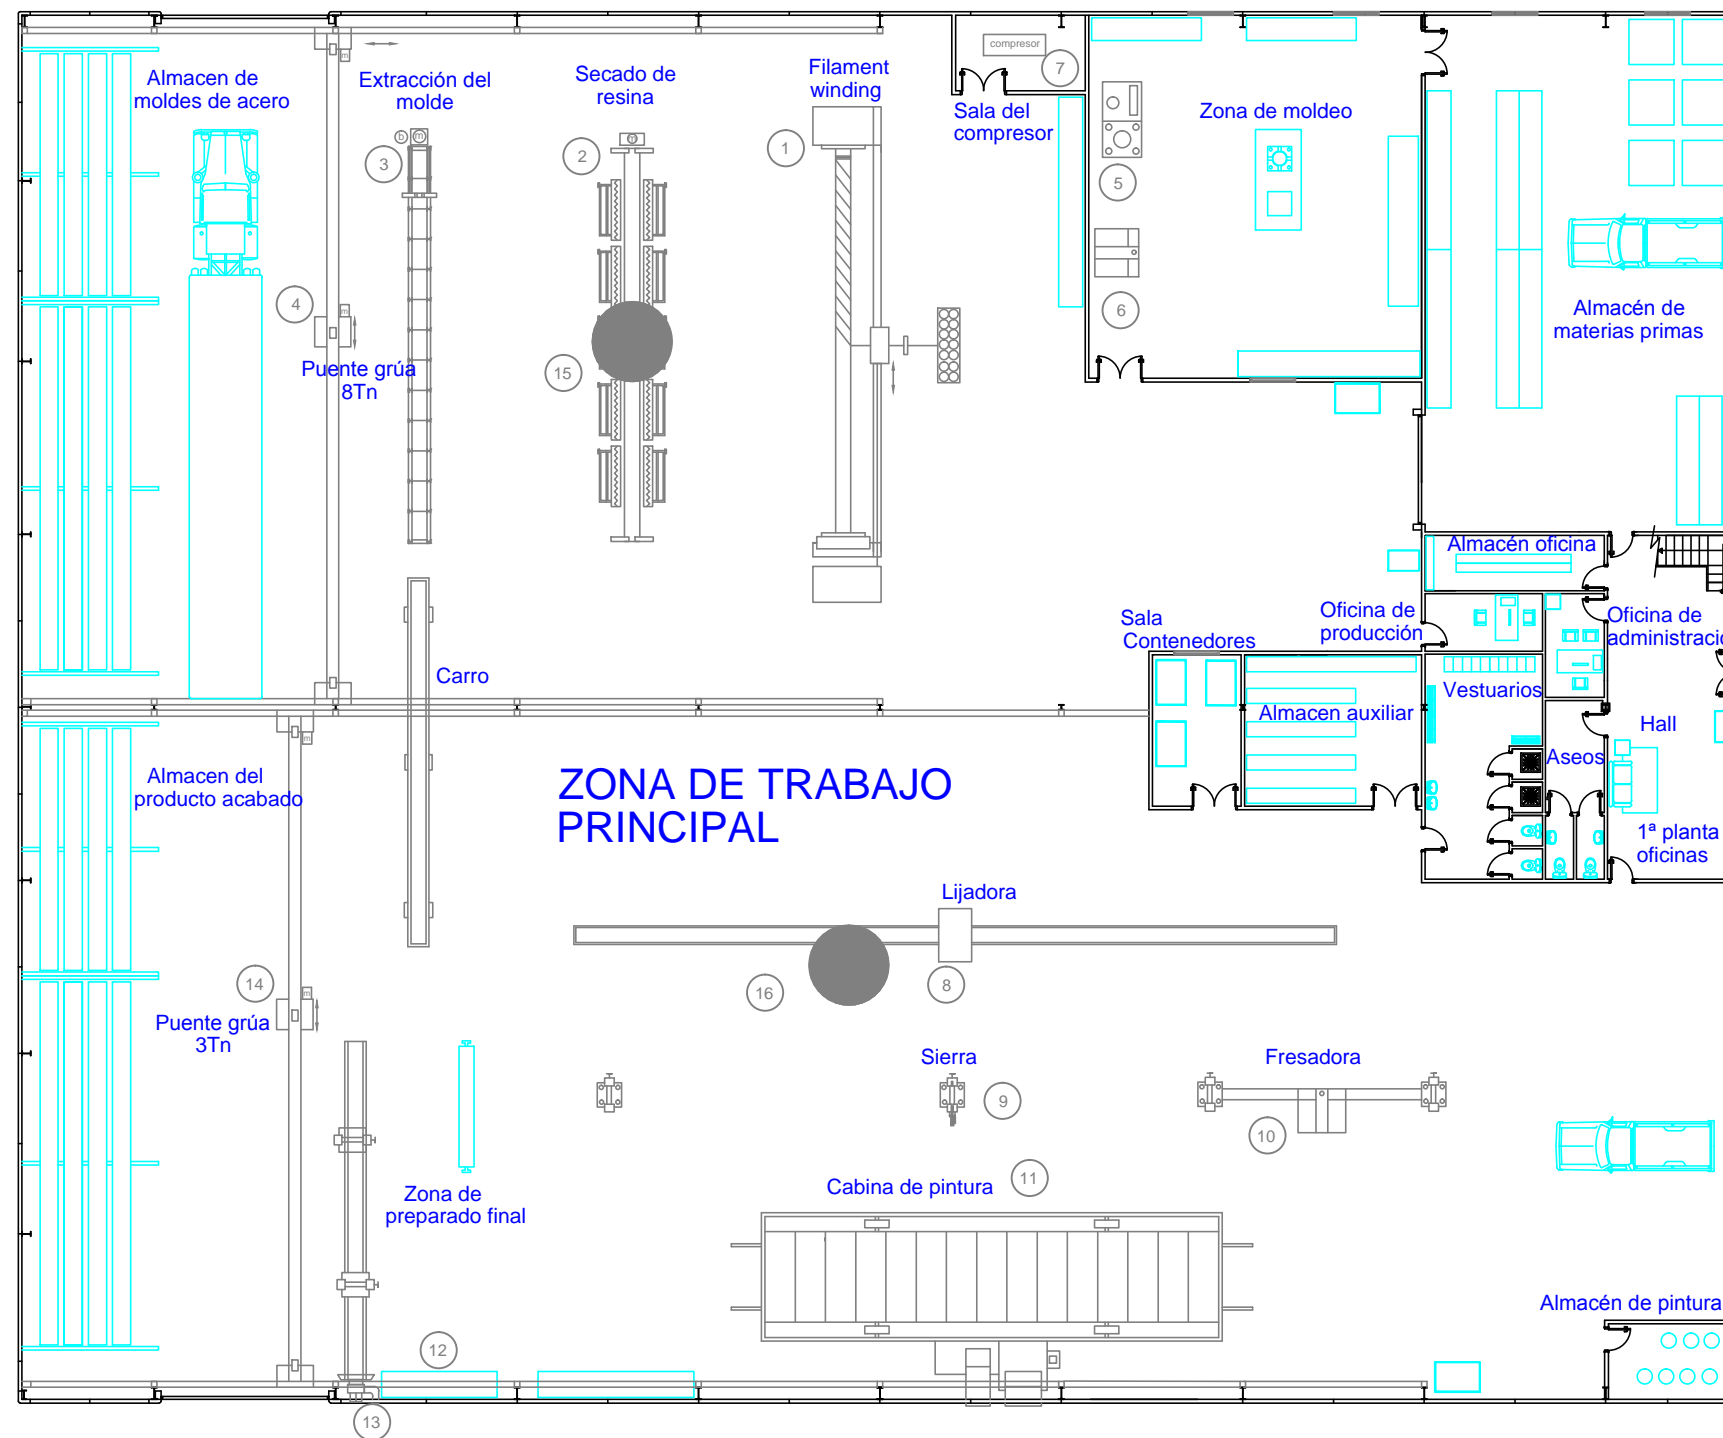 compresor
7
Almacen de
moldes de acero
Extracción del
molde
Secado de
resina
Filament
winding
Sala del
compresor
Zona de moldeo
m
b
m
m
3
2
1
5
4
m
6
Puente grúa
8Tn
15
Almacén de
materias primas
Almacén oficina
Sala
Contenedores
Oficina de
producción
Oficina de
administració
Carro
Vestuarios
Almacen auxiliar
Hall
m
Aseos
Almacen del
producto acabado
ZONA DE TRABAJO
PRINCIPAL
1ª planta
oficinas
Lijadora
14
m
16
8
Puente grúa
3Tn
Sierra
Fresadora
9
10
11
Cabina de pintura
Zona de
preparado final
Almacén de pintura
12
13